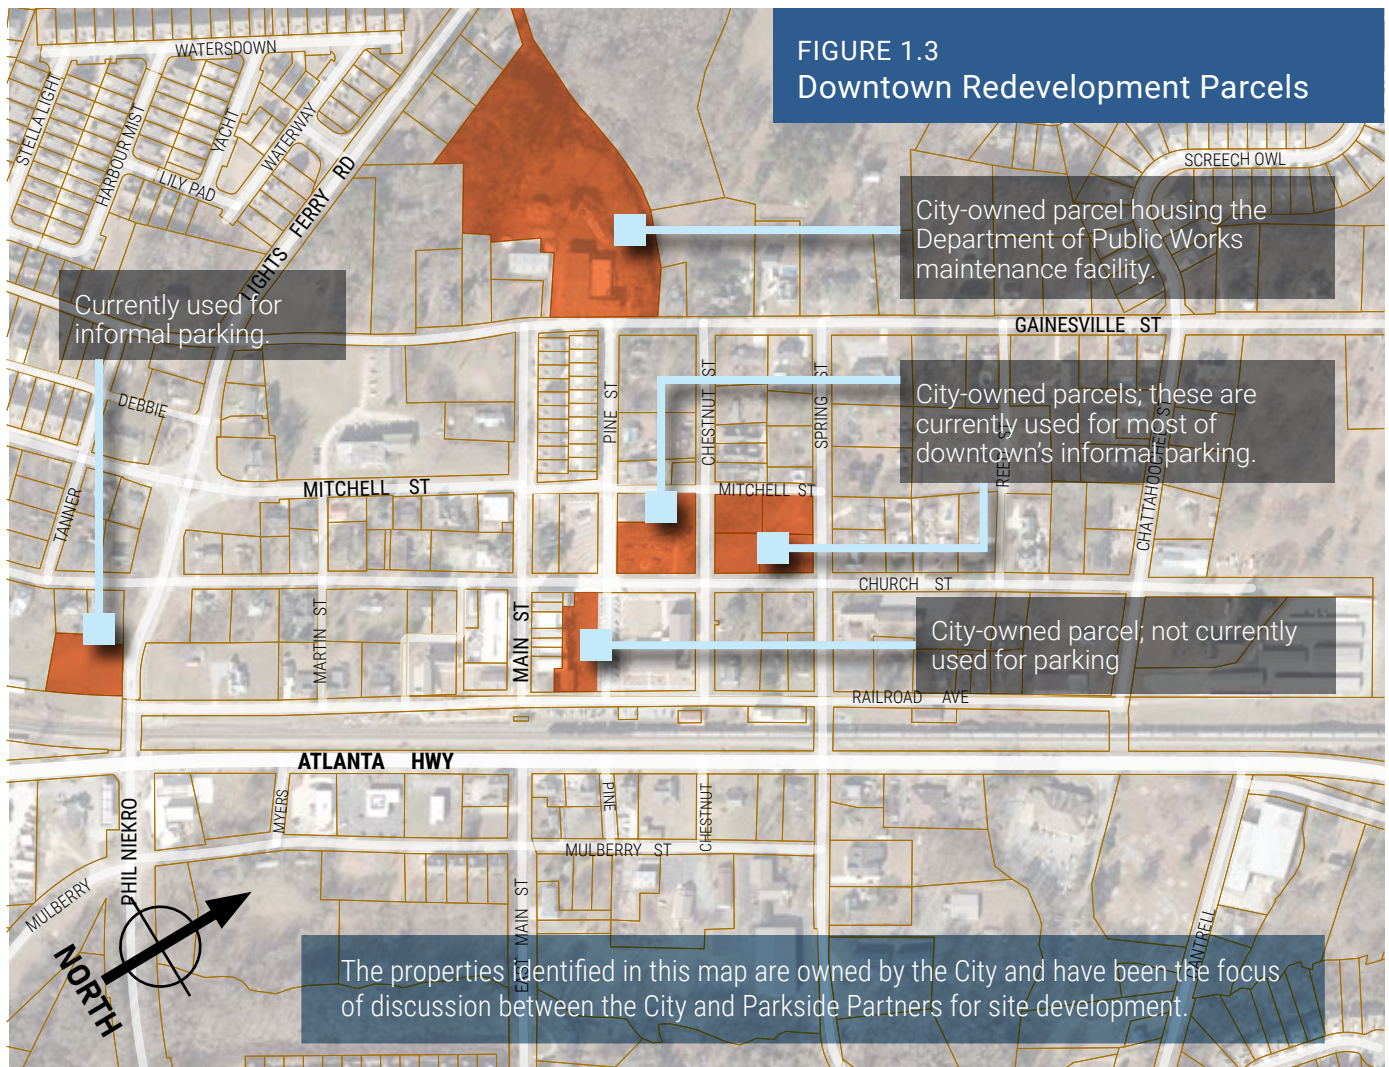 FIGURE 1.3
Downtown Redevelopment Parcels
WATERSDOWN
STELLA LIGHT
HARBOUR MIST
YACHT
WATERWAY
LILY PAD
LIGHTS FERRY RD
SCREECH OWL
City-owned parcel housing the
Department of Public Works
maintenance facility.
Currently used for
informal parking.
GAINESVILLE ST
DEBBIE
PINE ST
CHESTNUT ST
SPRING ST
City-owned parcels; these are
currently used for most of
downtown's informal parking.
REED ST
CHATTAHOOCHEE ST
TANNER
MITCHELL ST
MITCHELL ST
CHURCH ST
MARTIN ST
MAIN ST
City-owned parcel; not currently
used for parking
RAILROAD AVE
ATLANTA HWY
PHIL NIEKRO
MYERS
PINE
CHESTNUT
MULBERRY ST
MULBERRY
EAST MAIN ST
CANTRELL
NORTH
The properties identified in this map are owned by the City and have been the focus
of discussion between the City and Parkside Partners for site development.